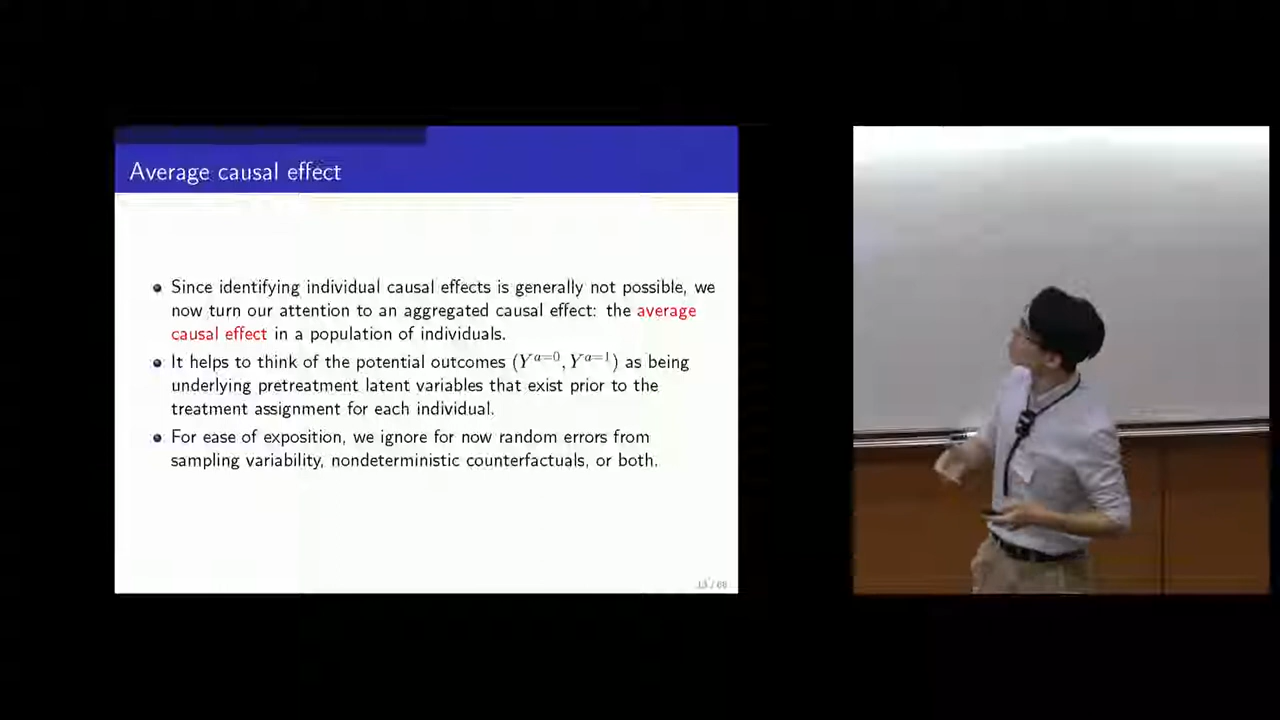 Average causal effect
Since identifying individual causal effects is generally not possible, we
now turn our attention to an aggregated causal effect: the average
causal effect in a population of individuals.
It helps to think of the potential outcomes (Y^{a=0}, Y^{a=1}) as being
underlying pretreatment latent variables that exist prior to the
treatment assignment for each individual.
For ease of exposition, we ignore for now random errors from
sampling variability, nondeterministic counterfactuals, or both.